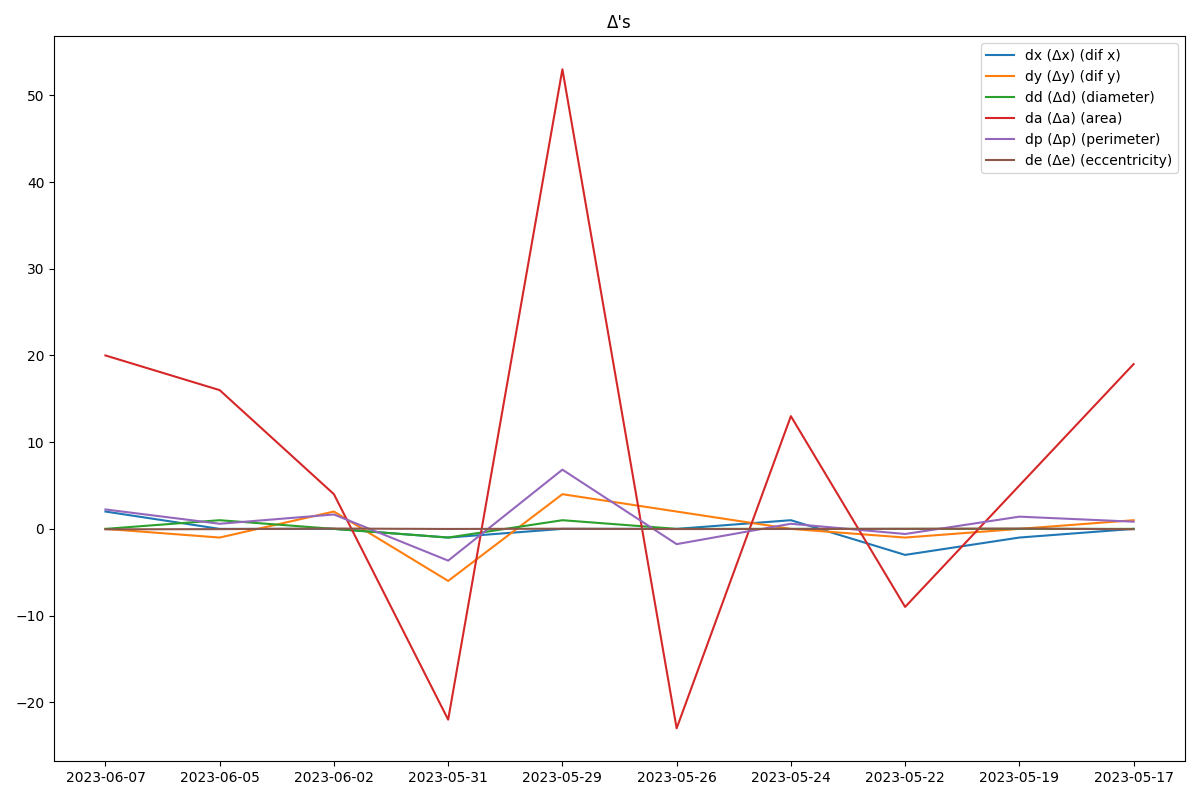 Δ's
dx (Δx) (dif x)
dy (Δy) (dif y)
dd (Δd) (diameter)
da (Δa) (area)
dp (Δp) (perimeter)
de (Δe) (eccentricity)
50
40
30
20
10
0
−10
−20
2023-06-07 2023-06-05 2023-06-02 2023-05-31 2023-05-29 2023-05-26 2023-05-24 2023-05-22 2023-05-19 2023-05-17